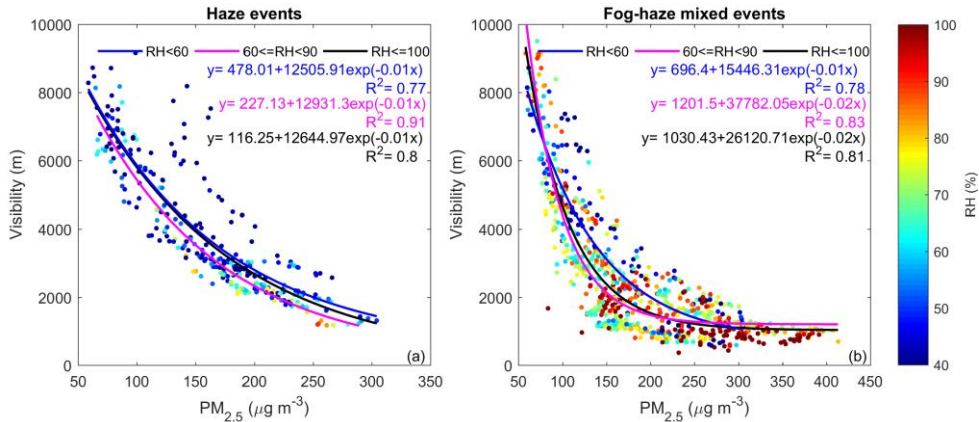 Haze events
10000
8000
6000
4000
2000
0
Visibility (m)
RH<60 60<=RH<90 RH<=100
y= 478.01+12505.91exp(-0.01x)
R2= 0.77
y= 227.13+12931.3exp(-0.01x)
R2= 0.91
y= 116.25+12644.97exp(-0.01x)
R2= 0.8
(a)
50 100 150 200 250 300 350
PM2.5 (μg m-3)
Fog-haze mixed events
10000
8000
6000
4000
2000
0
Visibility (m)
RH<60 60<=RH<90 RH<=100
y= 696.4+15446.31exp(-0.01x)
R2= 0.78
y= 1201.5+37782.05exp(-0.02x)
R2= 0.83
y= 1030.43+26120.71exp(-0.02x)
R2= 0.81
(b)
50 100 150 200 250 300 350 400 450
PM2.5 (μg m-3)
100
90
80
70
60
50
40
RH (%)